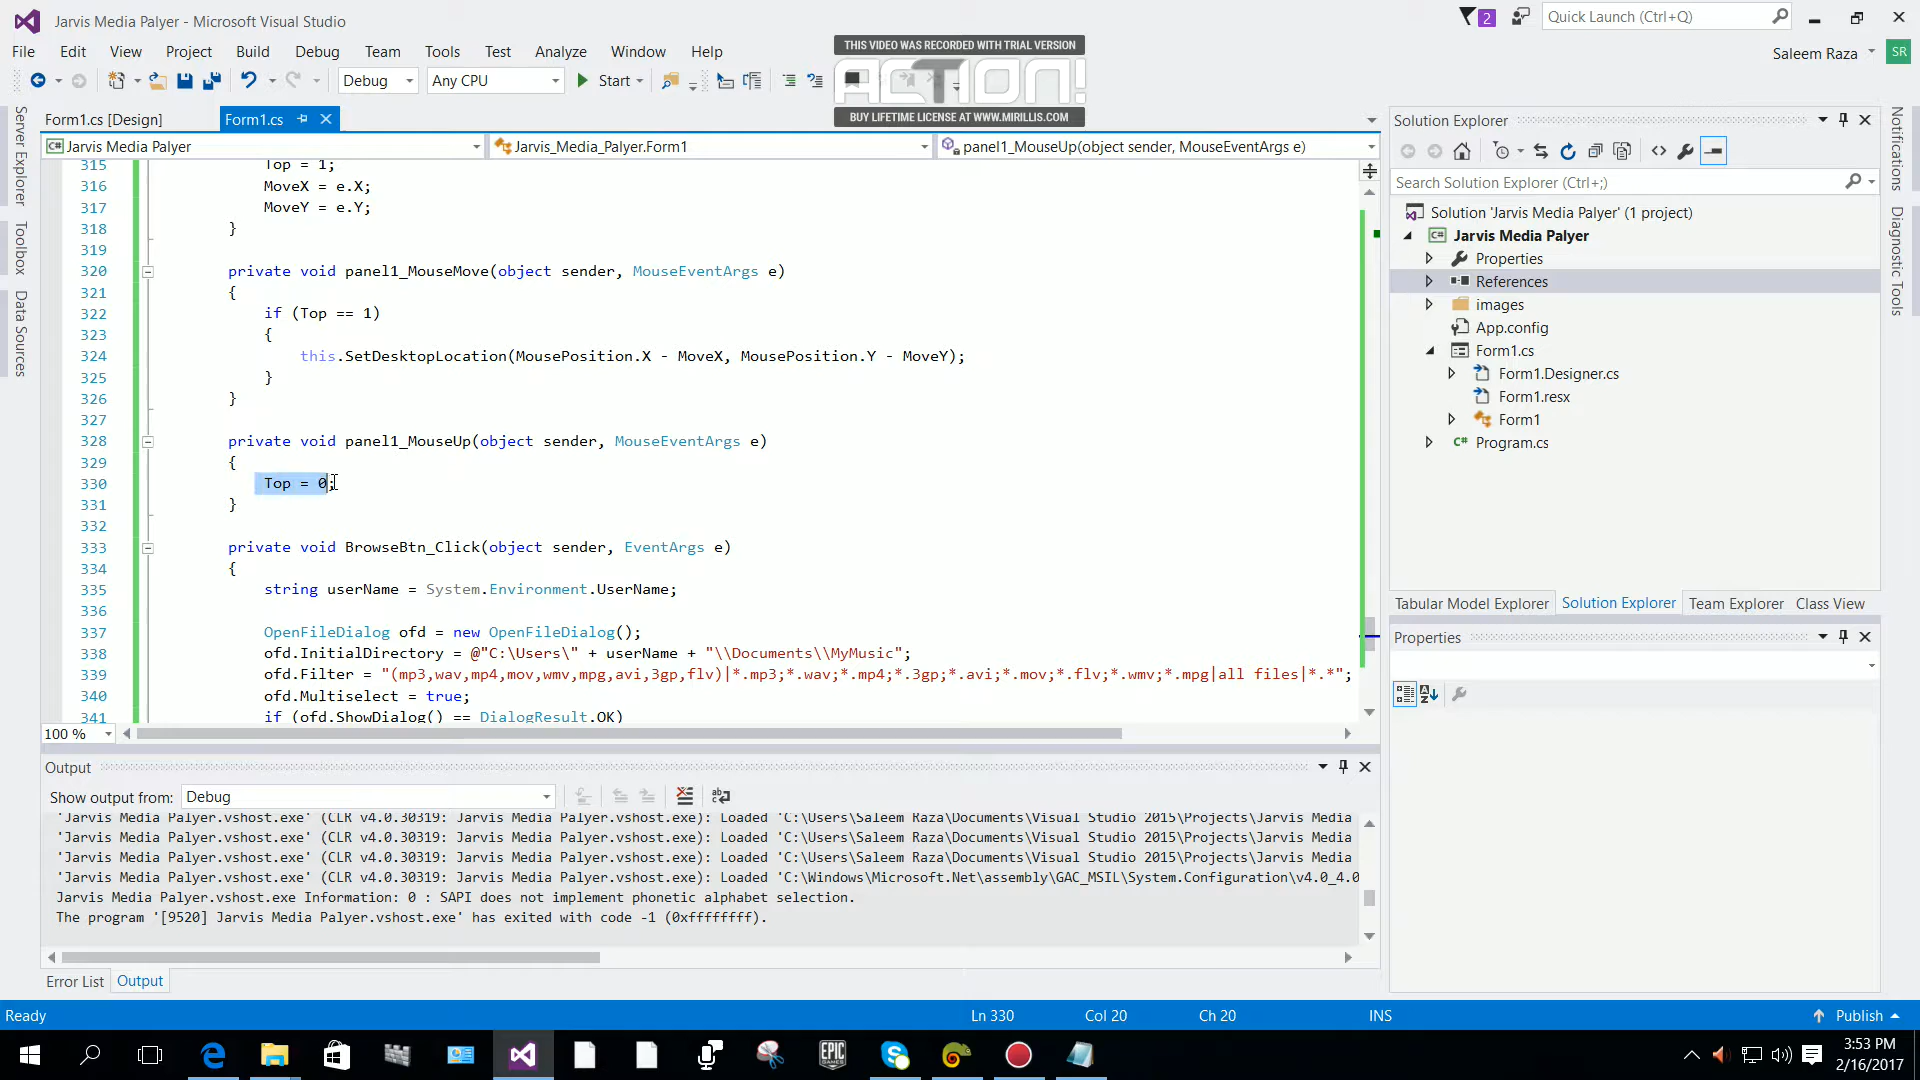 Jarvis Media Palyer - Microsoft Visual Studio
2
Quick Launch (Ctrl+Q)
File Edit View Project Build Debug Team Tools Test Analyze Window Help
THIS VIDEO WAS RECORDED WITH TRIAL VERSION
ACTION!
BUY LIFETIME LICENSE AT WWW.MIRILLIS.COM
Saleem Raza SR
Debug Any CPU Start
Server Explorer
Toolbox
Data Sources
Form1.cs [Design] Form1.cs
Jarvis Media Palyer Jarvis_Media_Palyer.Form1 panel1_MouseUp(object sender, MouseEventArgs e)
315 Top = 1;
316 MoveX = e.X;
317 MoveY = e.Y;
318 }
319
320 private void panel1_MouseMove(object sender, MouseEventArgs e)
321 {
322 if (Top == 1)
323 {
324 this.SetDesktopLocation(MousePosition.X - MoveX, MousePosition.Y - MoveY);
325 }
326 }
327
328 private void panel1_MouseUp(object sender, MouseEventArgs e)
329 {
330 Top = 0;
331 }
332
333 private void BrowseBtn_Click(object sender, EventArgs e)
334 {
335 string userName = System.Environment.UserName;
336
337 OpenFileDialog ofd = new OpenFileDialog();
338 ofd.InitialDirectory = @"C:\Users\" + userName + "\\Documents\\MyMusic";
339 ofd.Filter = "(mp3,wav,mp4,mov,wmv,mpg,avi,3gp,flv)|*.mp3;*.wav;*.mp4;*.3gp;*.avi;*.mov;*.flv;*.wmv;*.mpg|all files|*.*";
340 ofd.Multiselect = true;
341 if (ofd.ShowDialog() == DialogResult.OK)
100 %
Output
Show output from: Debug
'Jarvis Media Palyer.vshost.exe' (CLR v4.0.30319: Jarvis Media Palyer.vshost.exe): Loaded 'C:\Users\Saleem Raza\Documents\Visual Studio 2015\Projects\Jarvis Media
'Jarvis Media Palyer.vshost.exe' (CLR v4.0.30319: Jarvis Media Palyer.vshost.exe): Loaded 'C:\Users\Saleem Raza\Documents\Visual Studio 2015\Projects\Jarvis Media
'Jarvis Media Palyer.vshost.exe' (CLR v4.0.30319: Jarvis Media Palyer.vshost.exe): Loaded 'C:\Users\Saleem Raza\Documents\Visual Studio 2015\Projects\Jarvis Media
'Jarvis Media Palyer.vshost.exe' (CLR v4.0.30319: Jarvis Media Palyer.vshost.exe): Loaded 'C:\Windows\Microsoft.Net\assembly\GAC_MSIL\System.Configuration\v4.0_4.0
Jarvis Media Palyer.vshost.exe Information: 0 : SAPI does not implement phonetic alphabet selection.
The program '[9520] Jarvis Media Palyer.vshost.exe' has exited with code -1 (0xffffffff).
Error List Output
Solution Explorer
Search Solution Explorer (Ctrl+;)
Solution 'Jarvis Media Palyer' (1 project)
C# Jarvis Media Palyer
Properties
References
images
App.config
Form1.cs
Form1.Designer.cs
Form1.resx
Form1
C# Program.cs
Tabular Model Explorer Solution Explorer Team Explorer Class View
Properties
Notifications
Diagnostic Tools
Ready Ln 330 Col 20 Ch 20 INS Publish
EPIC GAMES
3:53 PM
2/16/2017